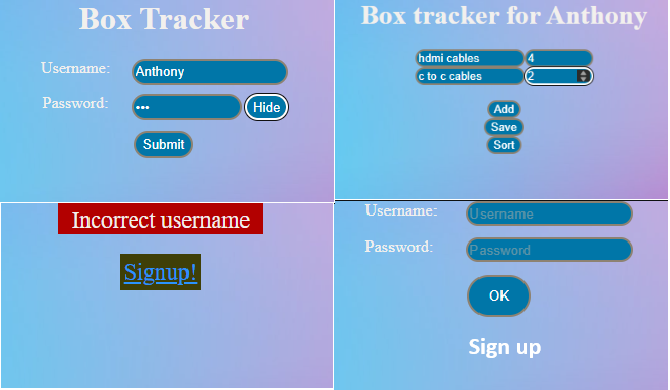 Box Tracker
Username: Anthony
Password: ••• Hide
Submit
Box tracker for Anthony
hdmi cables 4
c to c cables 2
Add
Save
Sort
Incorrect username
Signup!
Username: Username
Password: Password
OK
Sign up